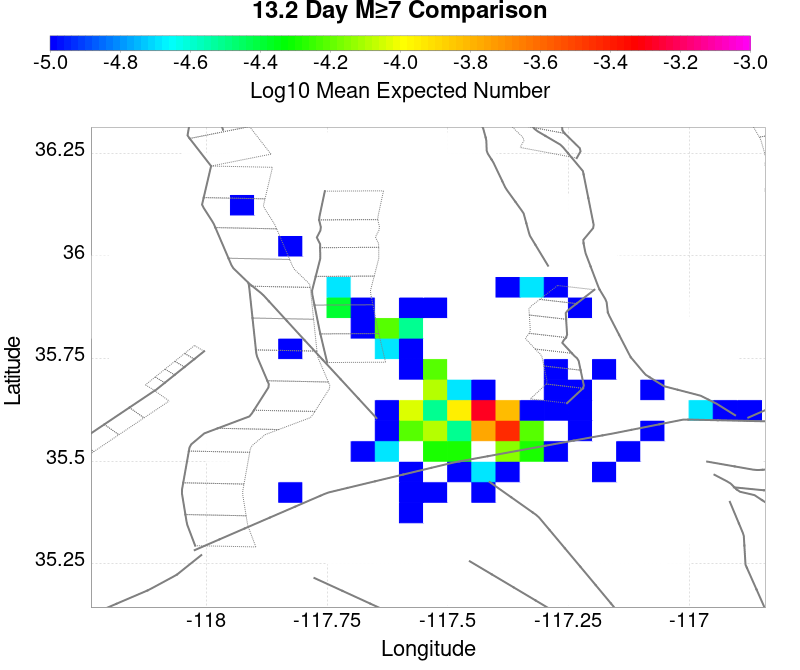 13.2 Day M≥7 Comparison
-5.0 -4.8 -4.6 -4.4 -4.2 -4.0 -3.8 -3.6 -3.4 -3.2 -3.0
Log10 Mean Expected Number
36.25
36
35.75
35.5
35.25
Latitude
-118 -117.75 -117.5 -117.25 -117
Longitude